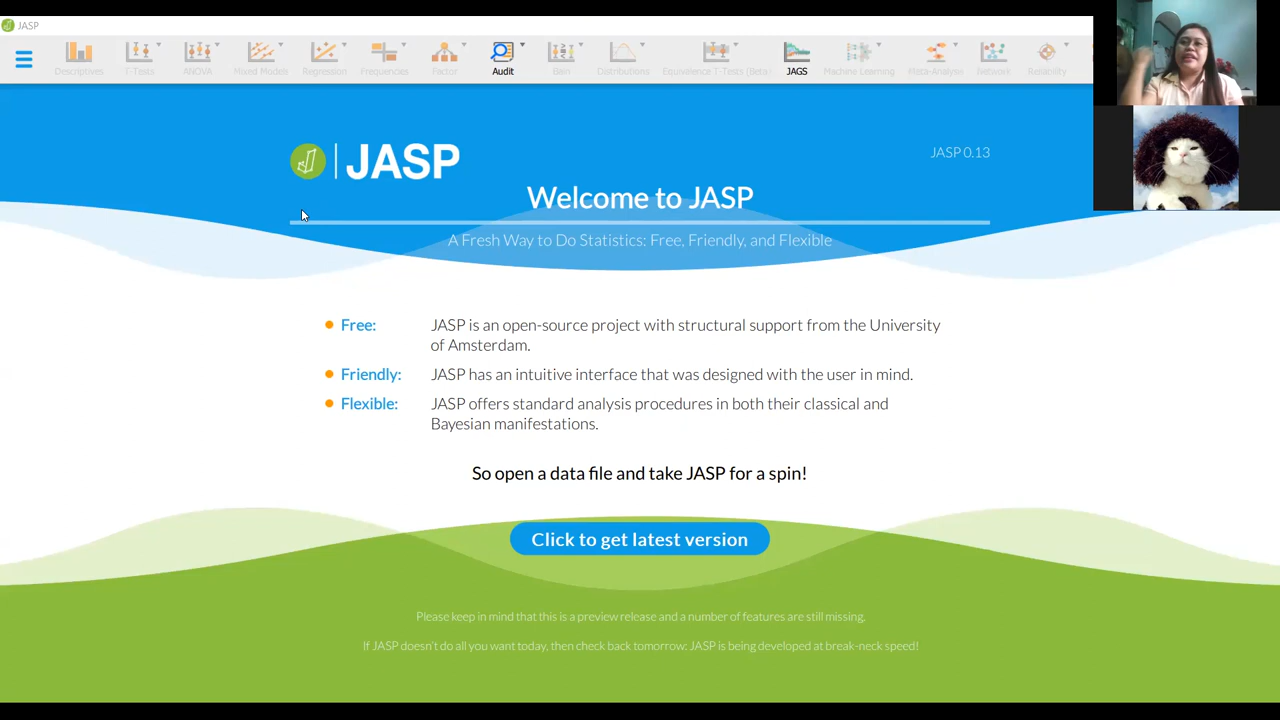 JASP
Descriptives T-Tests ANOVA Mixed Models Regression Frequencies Factor Audit Bain Distributions Equivalence T-Tests (Beta JAGS Machine Learning Meta-Analysis Network Reliability
JASP
JASP 0.13
Welcome to JASP
A Fresh Way to Do Statistics: Free, Friendly, and Flexible
Free: JASP is an open-source project with structural support from the University
of Amsterdam.
Friendly: JASP has an intuitive interface that was designed with the user in mind.
Flexible: JASP offers standard analysis procedures in both their classical and
Bayesian manifestations.
So open a data file and take JASP for a spin!
Click to get latest version
Please keep in mind that this is a preview release and a number of features are still missing.
If JASP doesn't do all you want today, then check back tomorrow: JASP is being developed at break-neck speed!